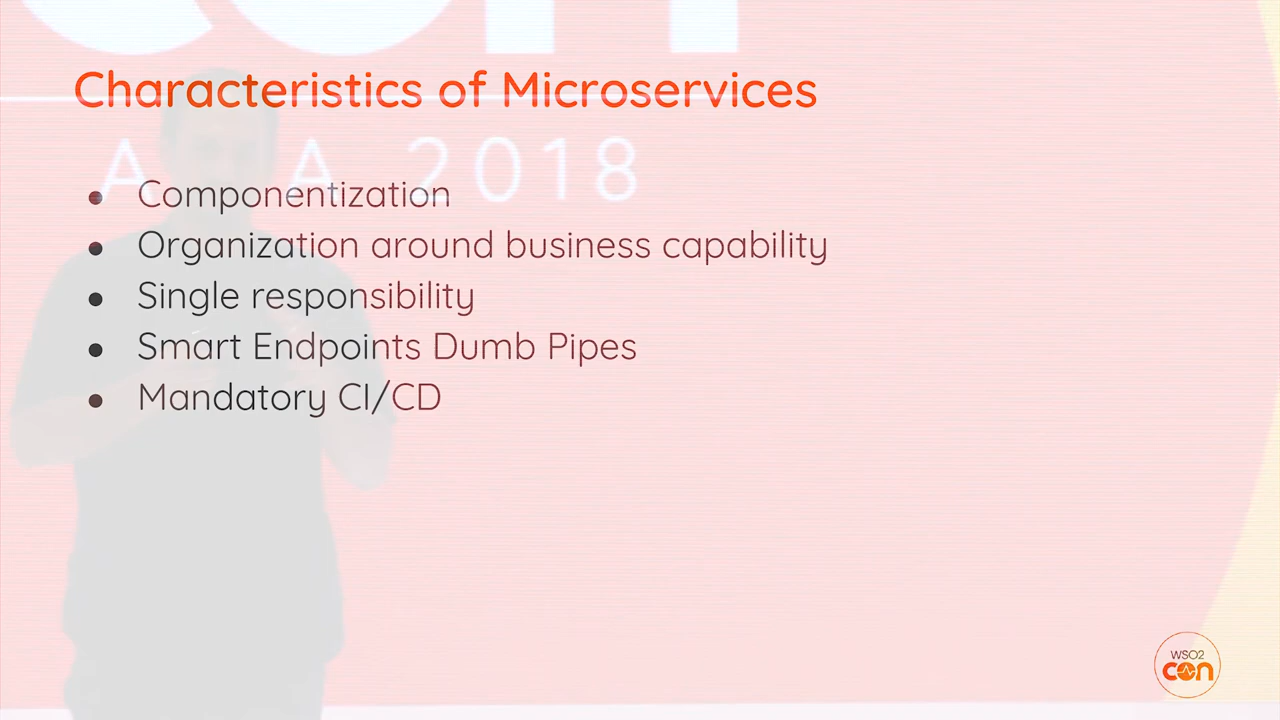 Characteristics of Microservices
A A 2018
● Componentization
● Organization around business capability
● Single responsibility
● Smart Endpoints Dumb Pipes
● Mandatory CI/CD
WSO2
con